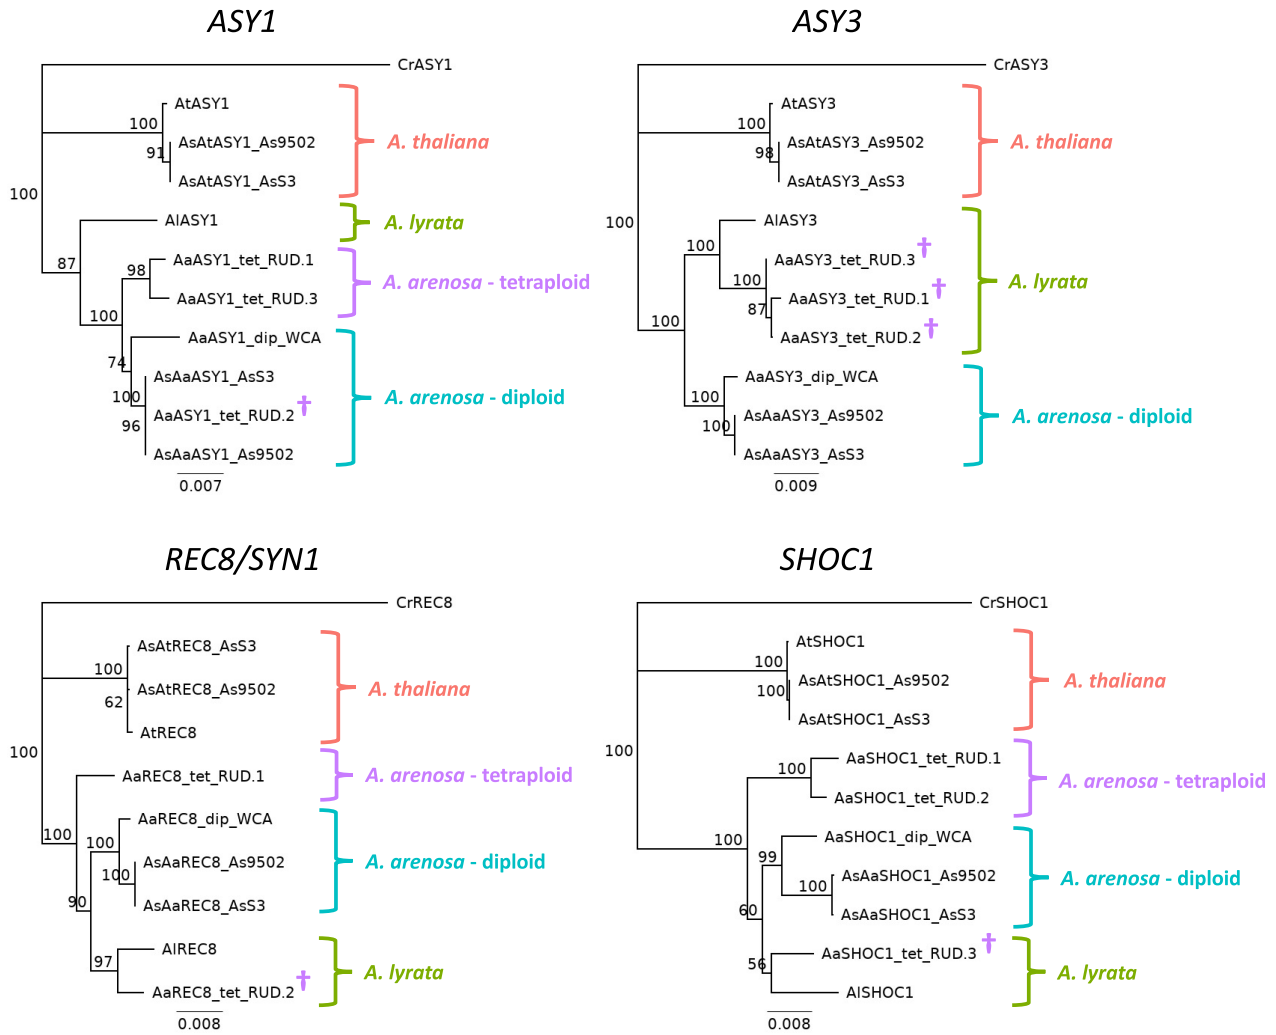 ASY1
CrASY1
AtASY1
100
AsAtASY1_As9502
91
AsAtASY1_AsS3
A. thaliana
100
AlASY1
A. lyrata
87
AaASY1_tet_RUD.1
98
AaASY1_tet_RUD.3
A. arenosa - tetraploid
100
AaASY1_dip_WCA
74
AsAaASY1_AsS3
100
AaASY1_tet_RUD.2 †
96
AsAaASY1_As9502
A. arenosa - diploid
0.007
ASY3
CrASY3
AtASY3
100
AsAtASY3_As9502
98
AsAtASY3_AsS3
A. thaliana
100
AlASY3
100
AaASY3_tet_RUD.3 †
100
AaASY3_tet_RUD.1 †
87
AaASY3_tet_RUD.2 †
A. lyrata
100
AaASY3_dip_WCA
100
AsAaASY3_As9502
100
AsAaASY3_AsS3
A. arenosa - diploid
0.009
REC8/SYN1
CrREC8
AsAtREC8_AsS3
100
AsAtREC8_As9502
62
AtREC8
A. thaliana
100
AaREC8_tet_RUD.1
A. arenosa - tetraploid
100
AaREC8_dip_WCA
100
AsAaREC8_As9502
100
AsAaREC8_AsS3
A. arenosa - diploid
90
AlREC8
97
AaREC8_tet_RUD.2 †
A. lyrata
0.008
SHOC1
CrSHOC1
AtSHOC1
100
AsAtSHOC1_As9502
100
AsAtSHOC1_AsS3
A. thaliana
100
AaSHOC1_tet_RUD.1
100
AaSHOC1_tet_RUD.2
A. arenosa - tetraploid
100
AaSHOC1_dip_WCA
99
AsAaSHOC1_As9502
100
AsAaSHOC1_AsS3
A. arenosa - diploid
60
AaSHOC1_tet_RUD.3 †
56
AlSHOC1
A. lyrata
0.008